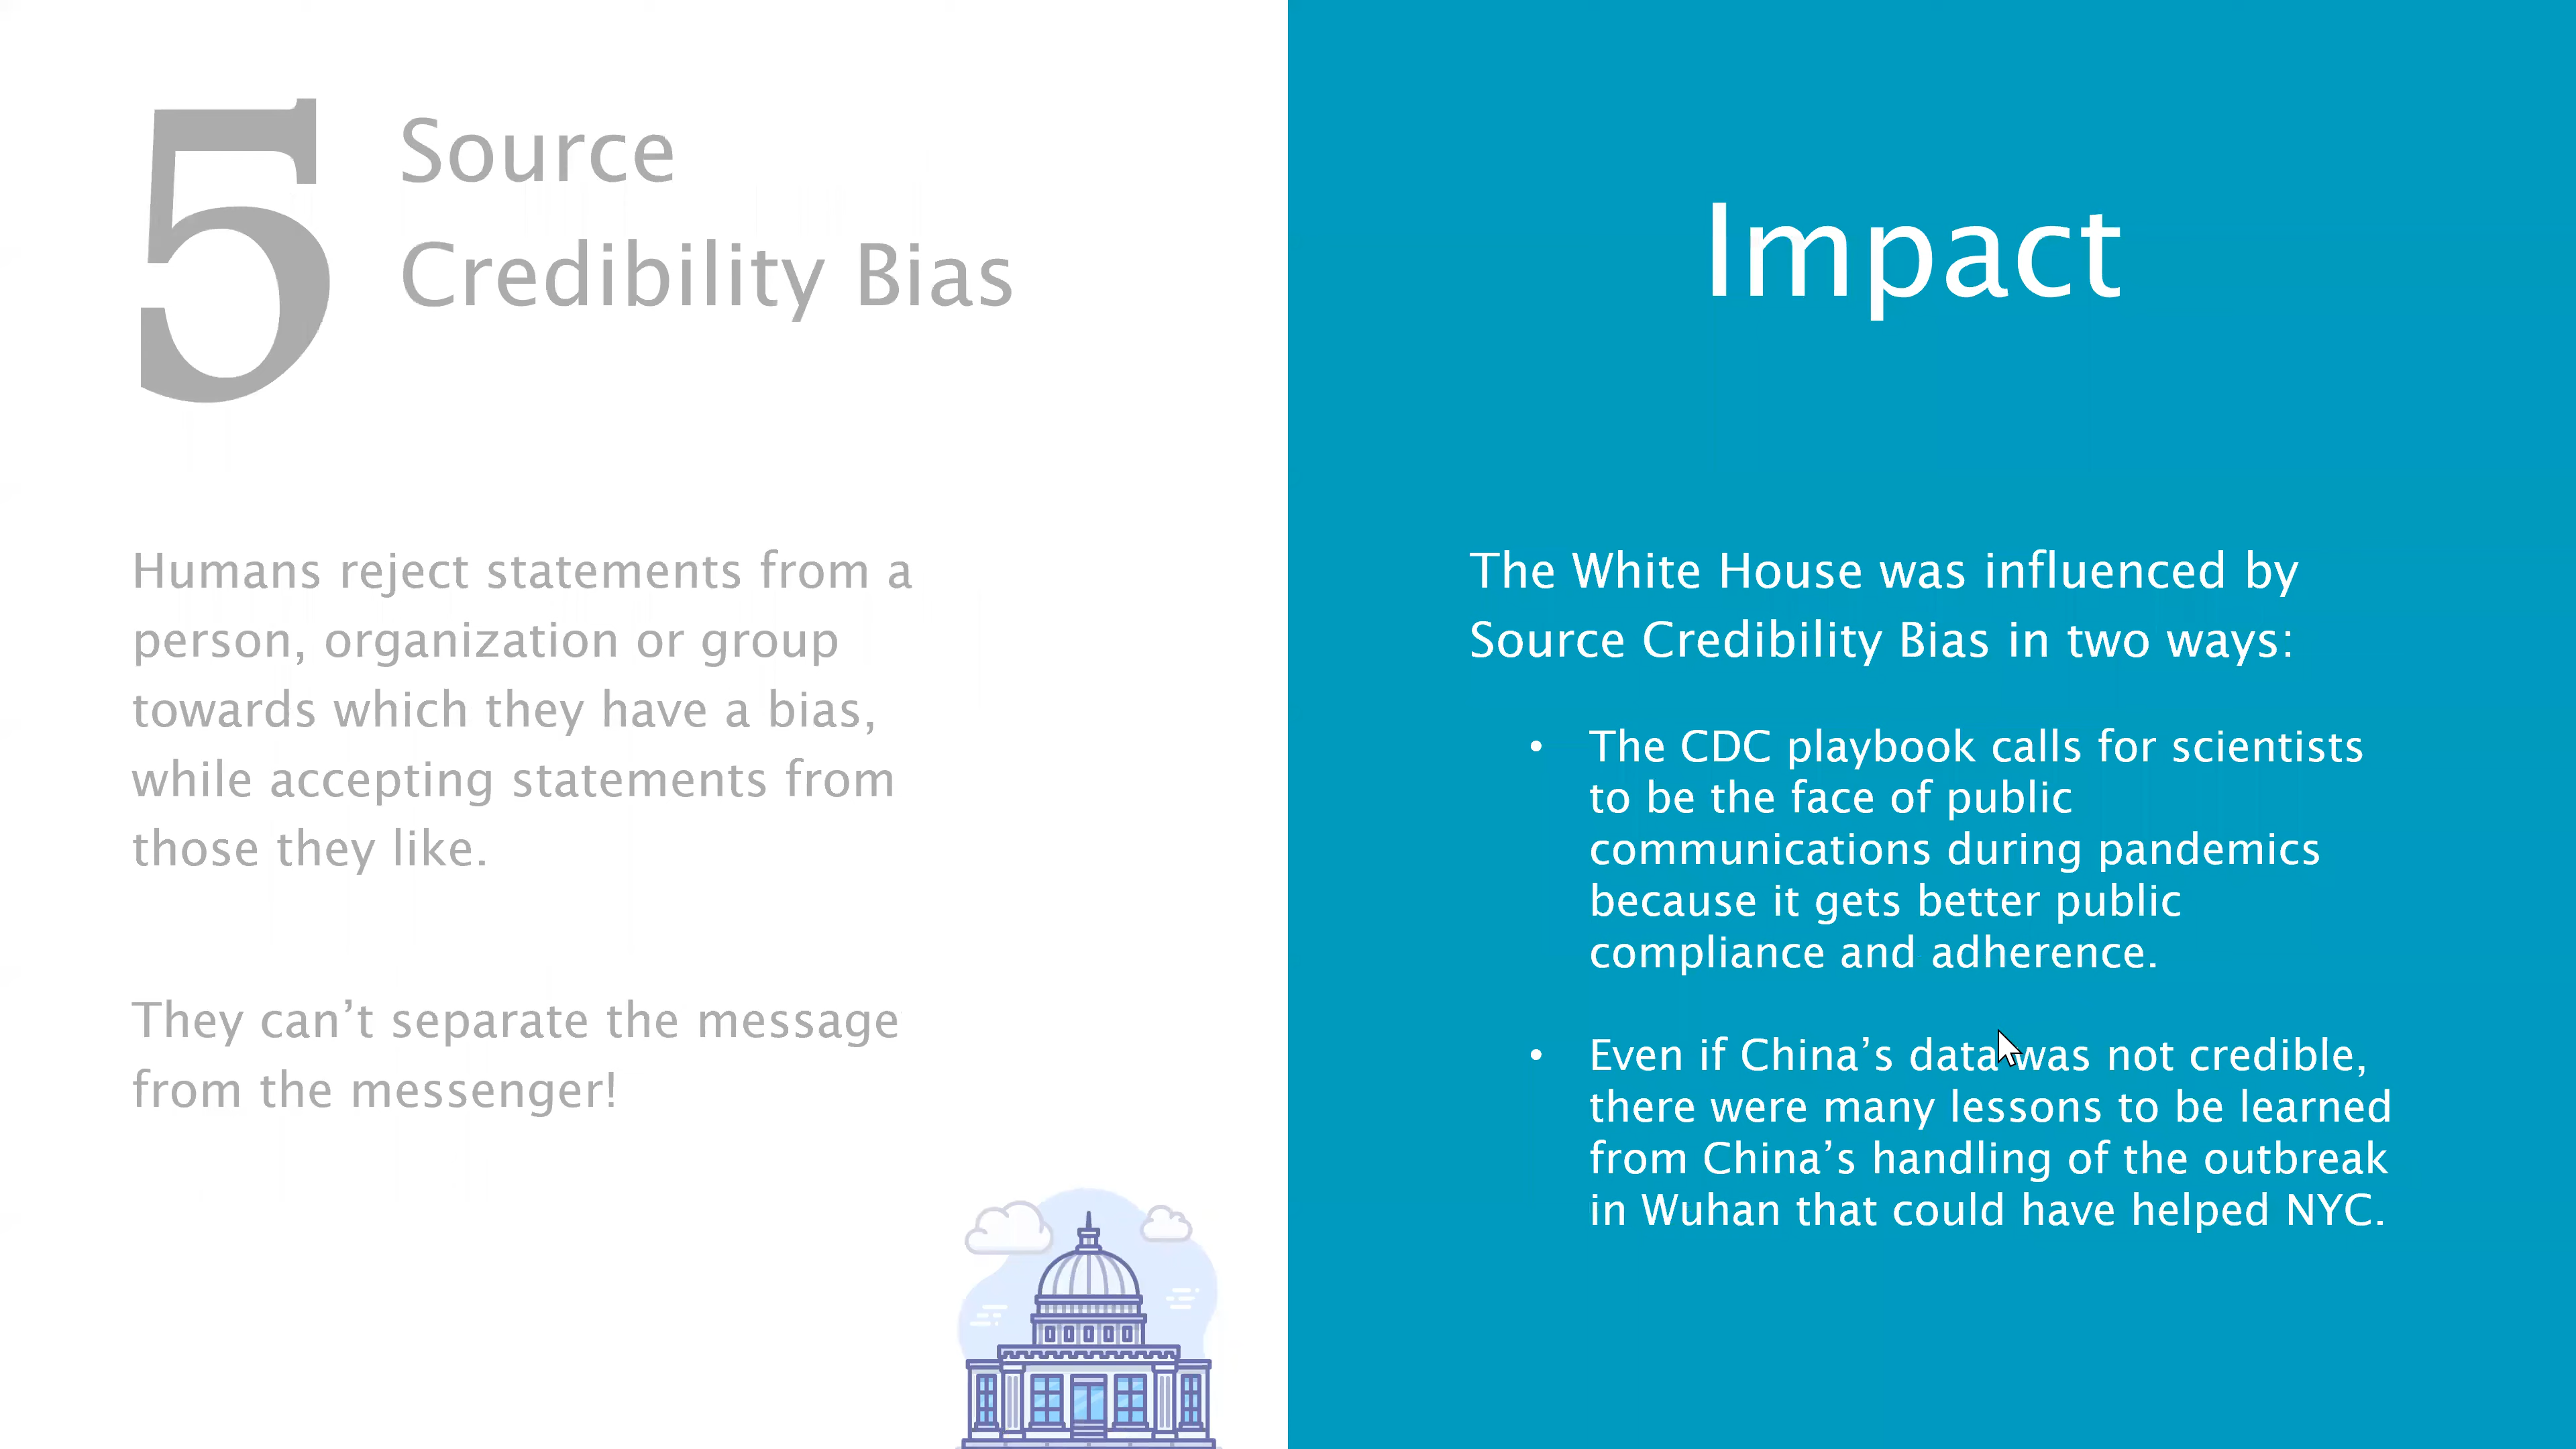 5
Source
Credibility Bias
Humans reject statements from a
person, organization or group
towards which they have a bias,
while accepting statements from
those they like.
They can’t separate the message
from the messenger!
Impact
The White House was influenced by
Source Credibility Bias in two ways:
• The CDC playbook calls for scientists
to be the face of public
communications during pandemics
because it gets better public
compliance and adherence.
• Even if China’s data was not credible,
there were many lessons to be learned
from China’s handling of the outbreak
in Wuhan that could have helped NYC.